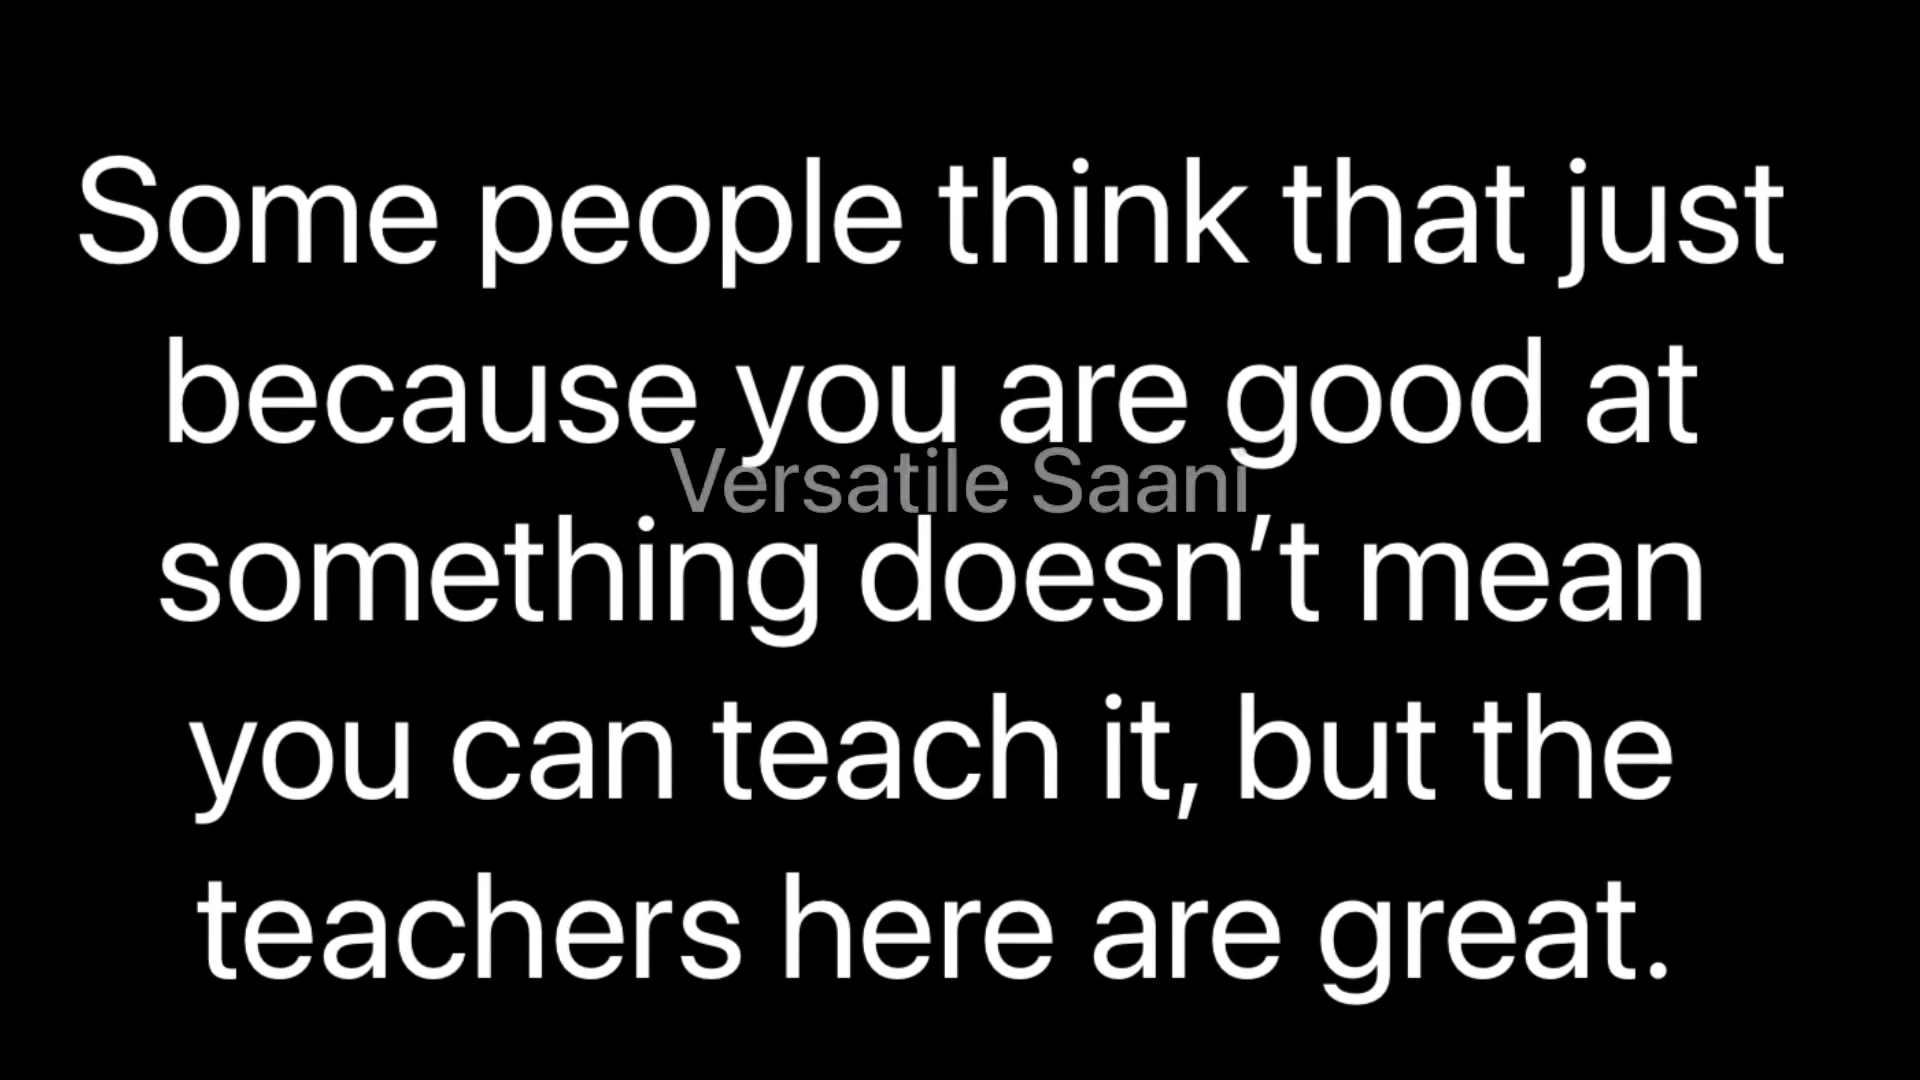 Some people think that just
because you are good at
Versatile Saani
something doesn’t mean
you can teach it, but the
teachers here are great.